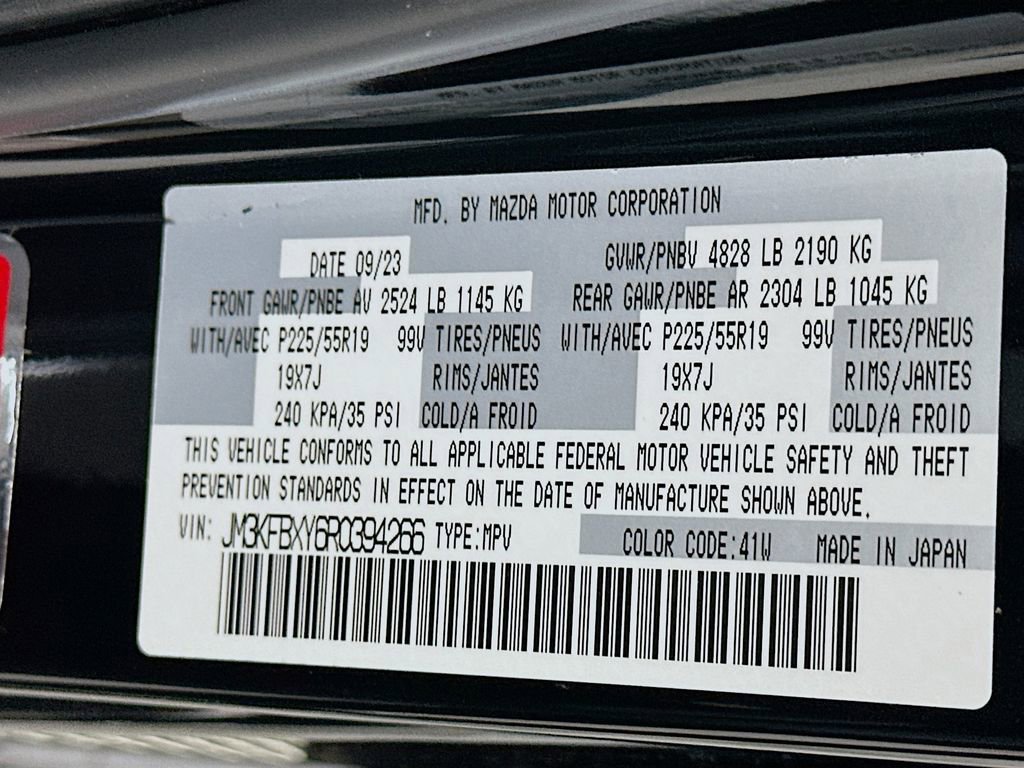 MFD. BY MAZDA MOTOR CORPORATION
DATE 09/23 GVWR/PNBV 4828 LB 2190 KG
FRONT GAWR/PNBE AV 2524 LB 1145 KG REAR GAWR/PNBE AR 2304 LB 1045 KG
WITH/AVEC P225/55R19 99V TIRES/PNEUS WITH/AVEC P225/55R19 99V TIRES/PNEUS
19X7J RIMS/JANTES 19X7J RIMS/JANTES
240 KPA/35 PSI COLD/A FROID 240 KPA/35 PSI COLD/A FROID
THIS VEHICLE CONFORMS TO ALL APPLICABLE FEDERAL MOTOR VEHICLE SAFETY AND THEFT
PREVENTION STANDARDS IN EFFECT ON THE DATE OF MANUFACTURE SHOWN ABOVE.
VIN: JM3KFBXY6R0394266 TYPE:MPV COLOR CODE:41W MADE IN JAPAN